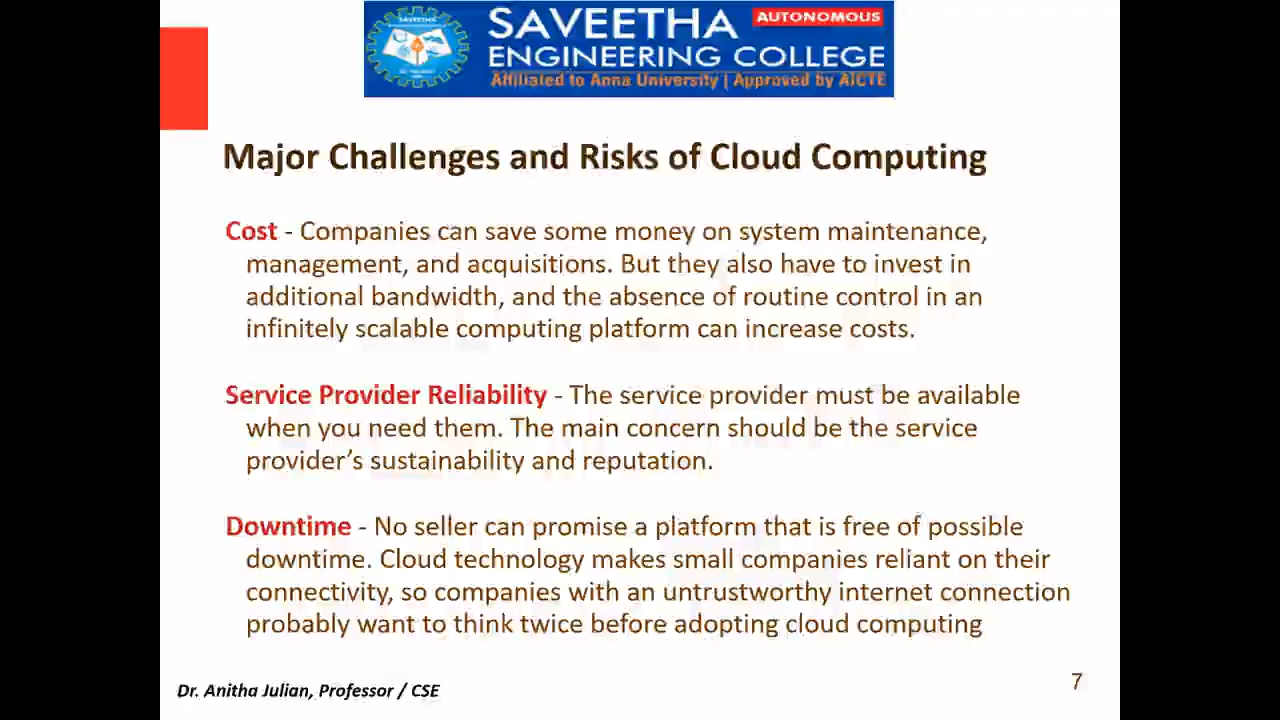 SAVEETHA
SAVEETHA AUTONOMOUS
ENGINEERING COLLEGE
Affiliated to Anna University | Approved by AICTE
Major Challenges and Risks of Cloud Computing
Cost - Companies can save some money on system maintenance,
management, and acquisitions. But they also have to invest in
additional bandwidth, and the absence of routine control in an
infinitely scalable computing platform can increase costs.
Service Provider Reliability - The service provider must be available
when you need them. The main concern should be the service
provider's sustainability and reputation.
Downtime - No seller can promise a platform that is free of possible
downtime. Cloud technology makes small companies reliant on their
connectivity, so companies with an untrustworthy internet connection
probably want to think twice before adopting cloud computing
Dr. Anitha Julian, Professor / CSE
7